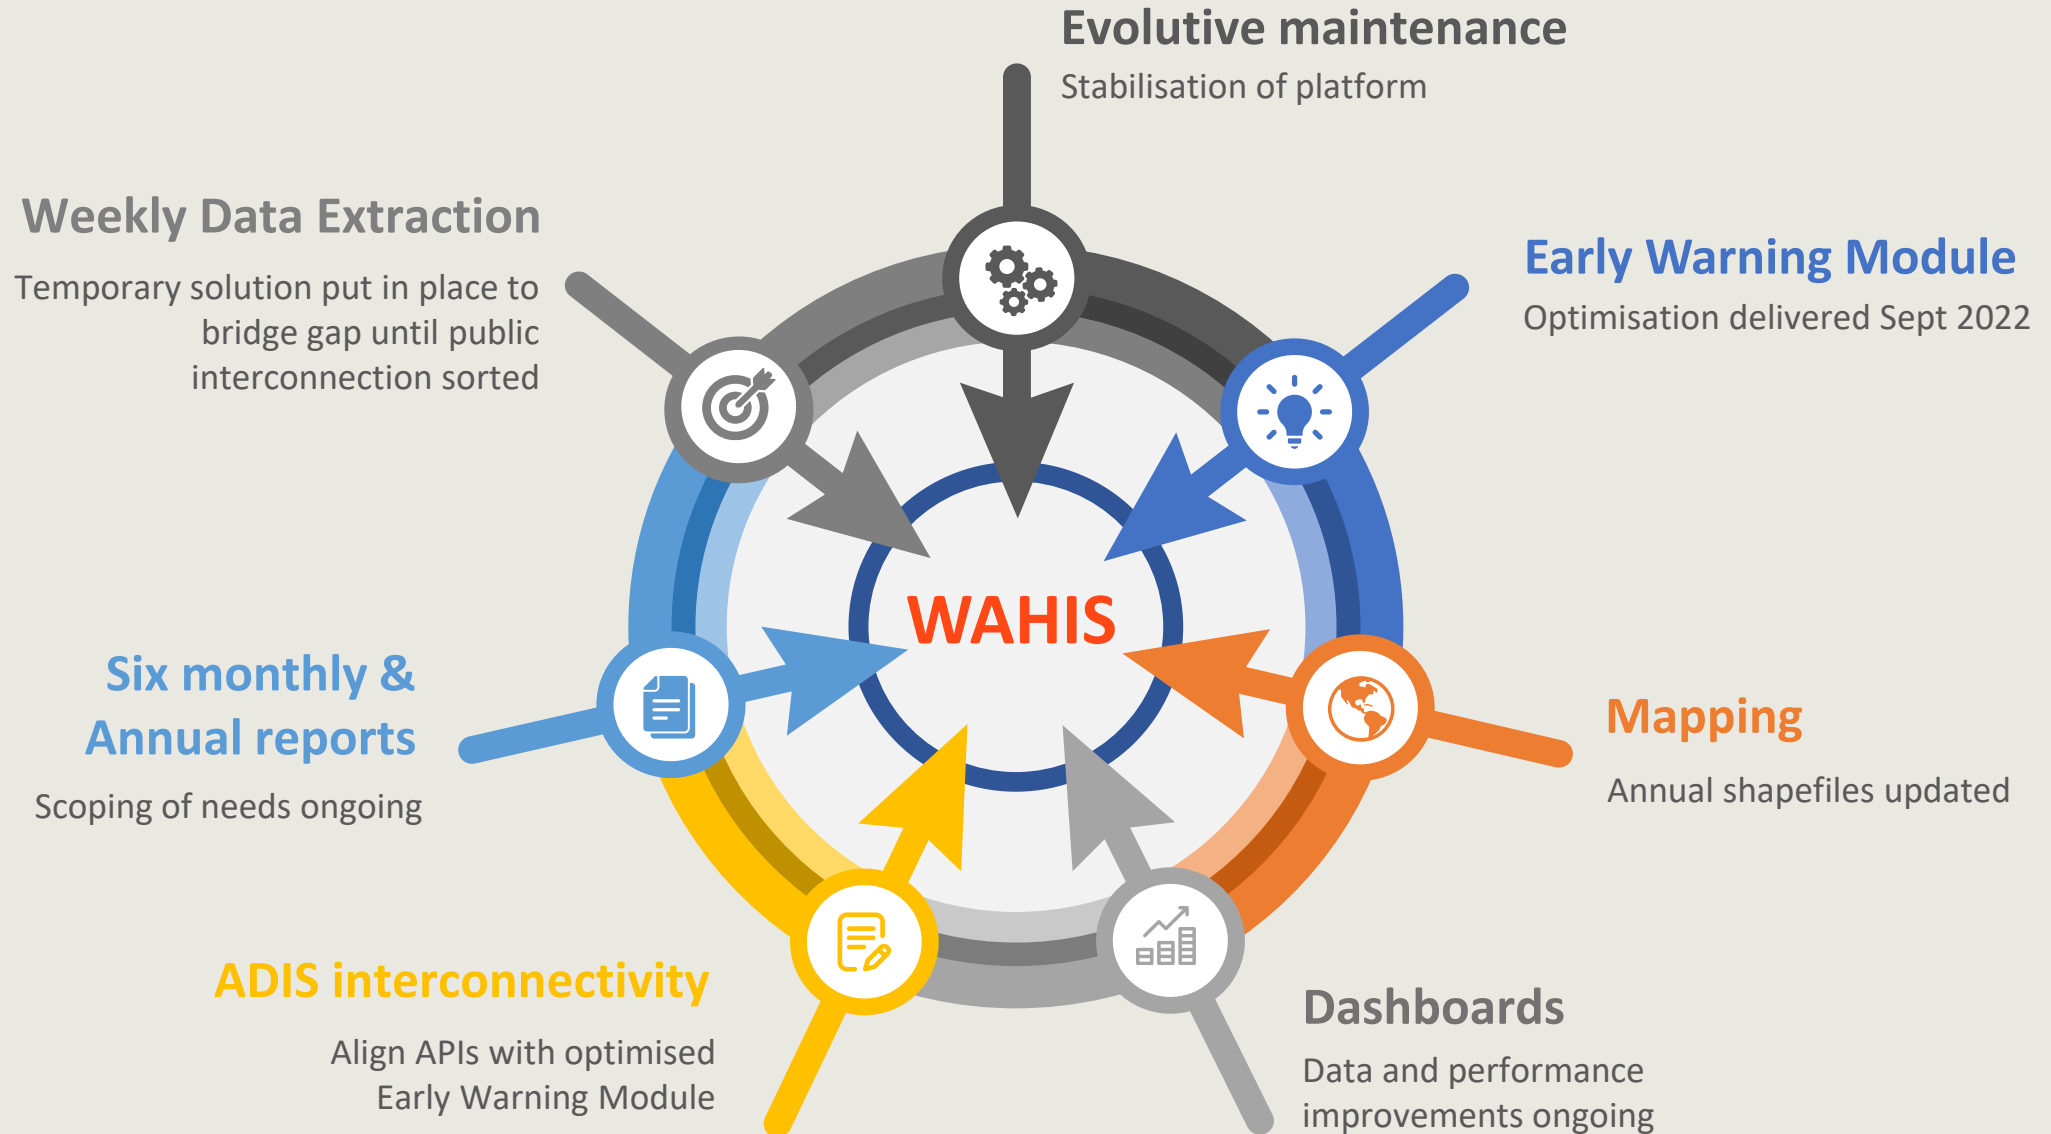 Evolutive maintenance
Stabilisation of platform
Weekly Data Extraction
Temporary solution put in place to
bridge gap until public
interconnection sorted
Early Warning Module
Optimisation delivered Sept 2022
WAHIS
Six monthly &
Annual reports
Scoping of needs ongoing
Mapping
Annual shapefiles updated
ADIS interconnectivity
Align APIs with optimised
Early Warning Module
Dashboards
Data and performance
improvements ongoing